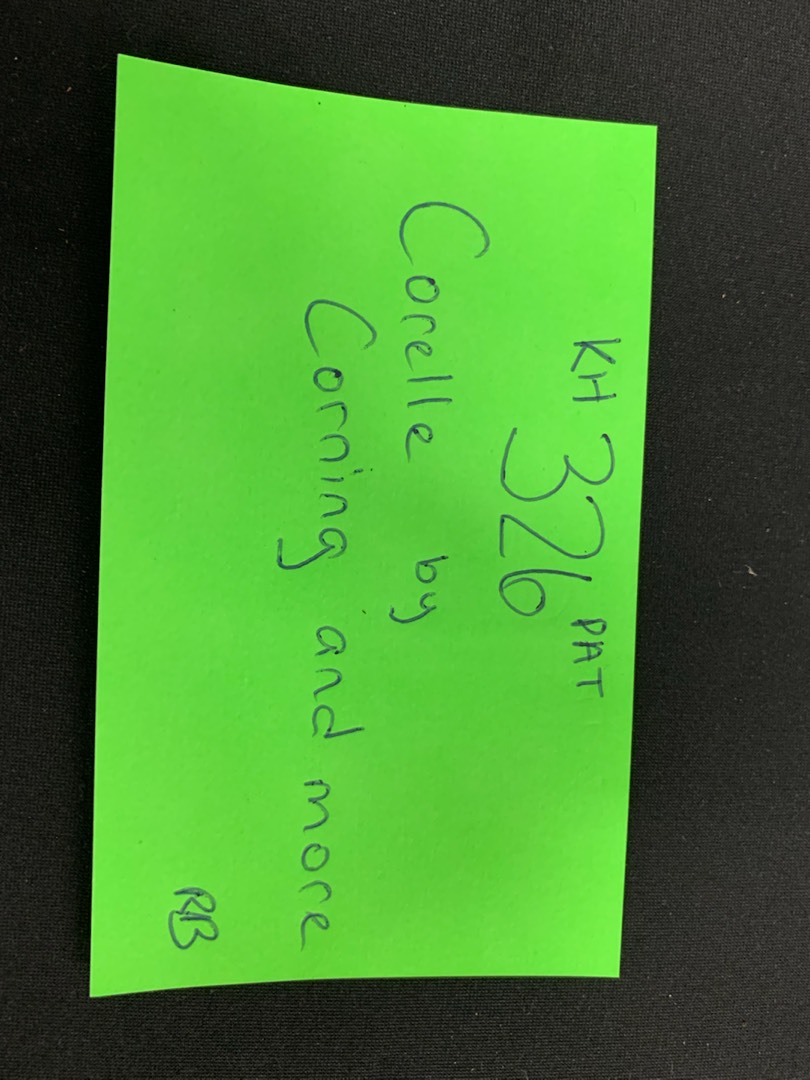 KH 326 PAT
Corelle by
Corning and more
RB